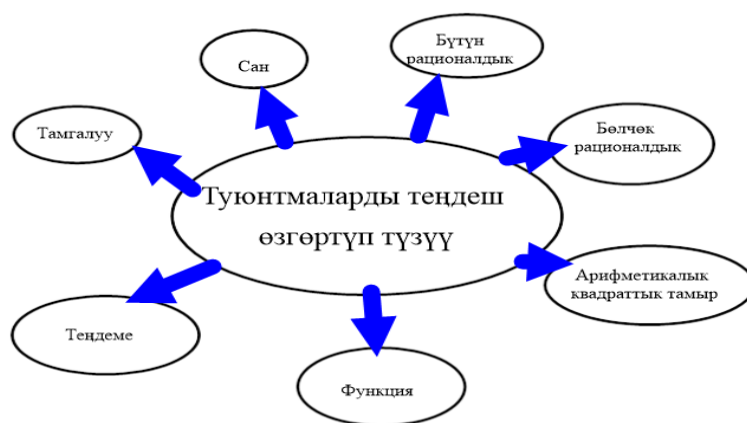 Бүтүн
рационалдык
Сан
Тамгалуу
Бөлчөк
рационалдык
Туюнтмаларды теңдеш
өзгөртүп түзүү
Арифметикалык
квадраттык тамыр
Теңдеме
Функция